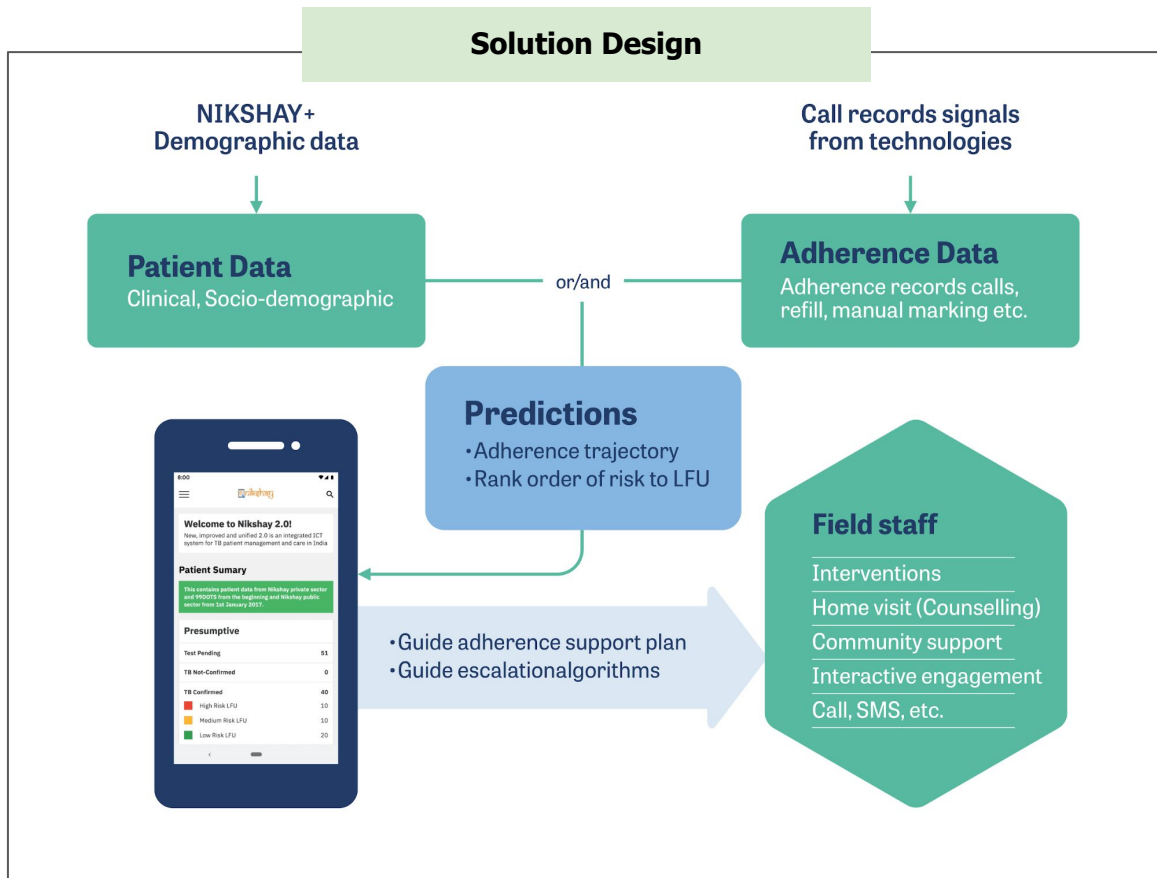 Solution Design
NIKSHAY+
Demographic data
Call records signals
from technologies
Patient Data
Clinical, Socio-demographic
or/and
Adherence Data
Adherence records calls,
refill, manual marking etc.
Predictions
•Adherence trajectory
•Rank order of risk to LFU
8:00
nikshay
Welcome to Nikshay 2.0!
New, improved and unified 2.0 is an integrated ICT
system for TB patient management and care in India
Patient Sumary
This contains patient data from Nikshay private sector
and 99DOTS from the beginning and Nikshay public
sector from 1st January 2017.
Presumptive
Test Pending 51
TB Not-Confirmed 0
TB Confirmed 40
High Risk LFU 10
Medium Risk LFU 10
Low Risk LFU 20
•Guide adherence support plan
•Guide escalationalgorithms
Field staff
Interventions
Home visit (Counselling)
Community support
Interactive engagement
Call, SMS, etc.